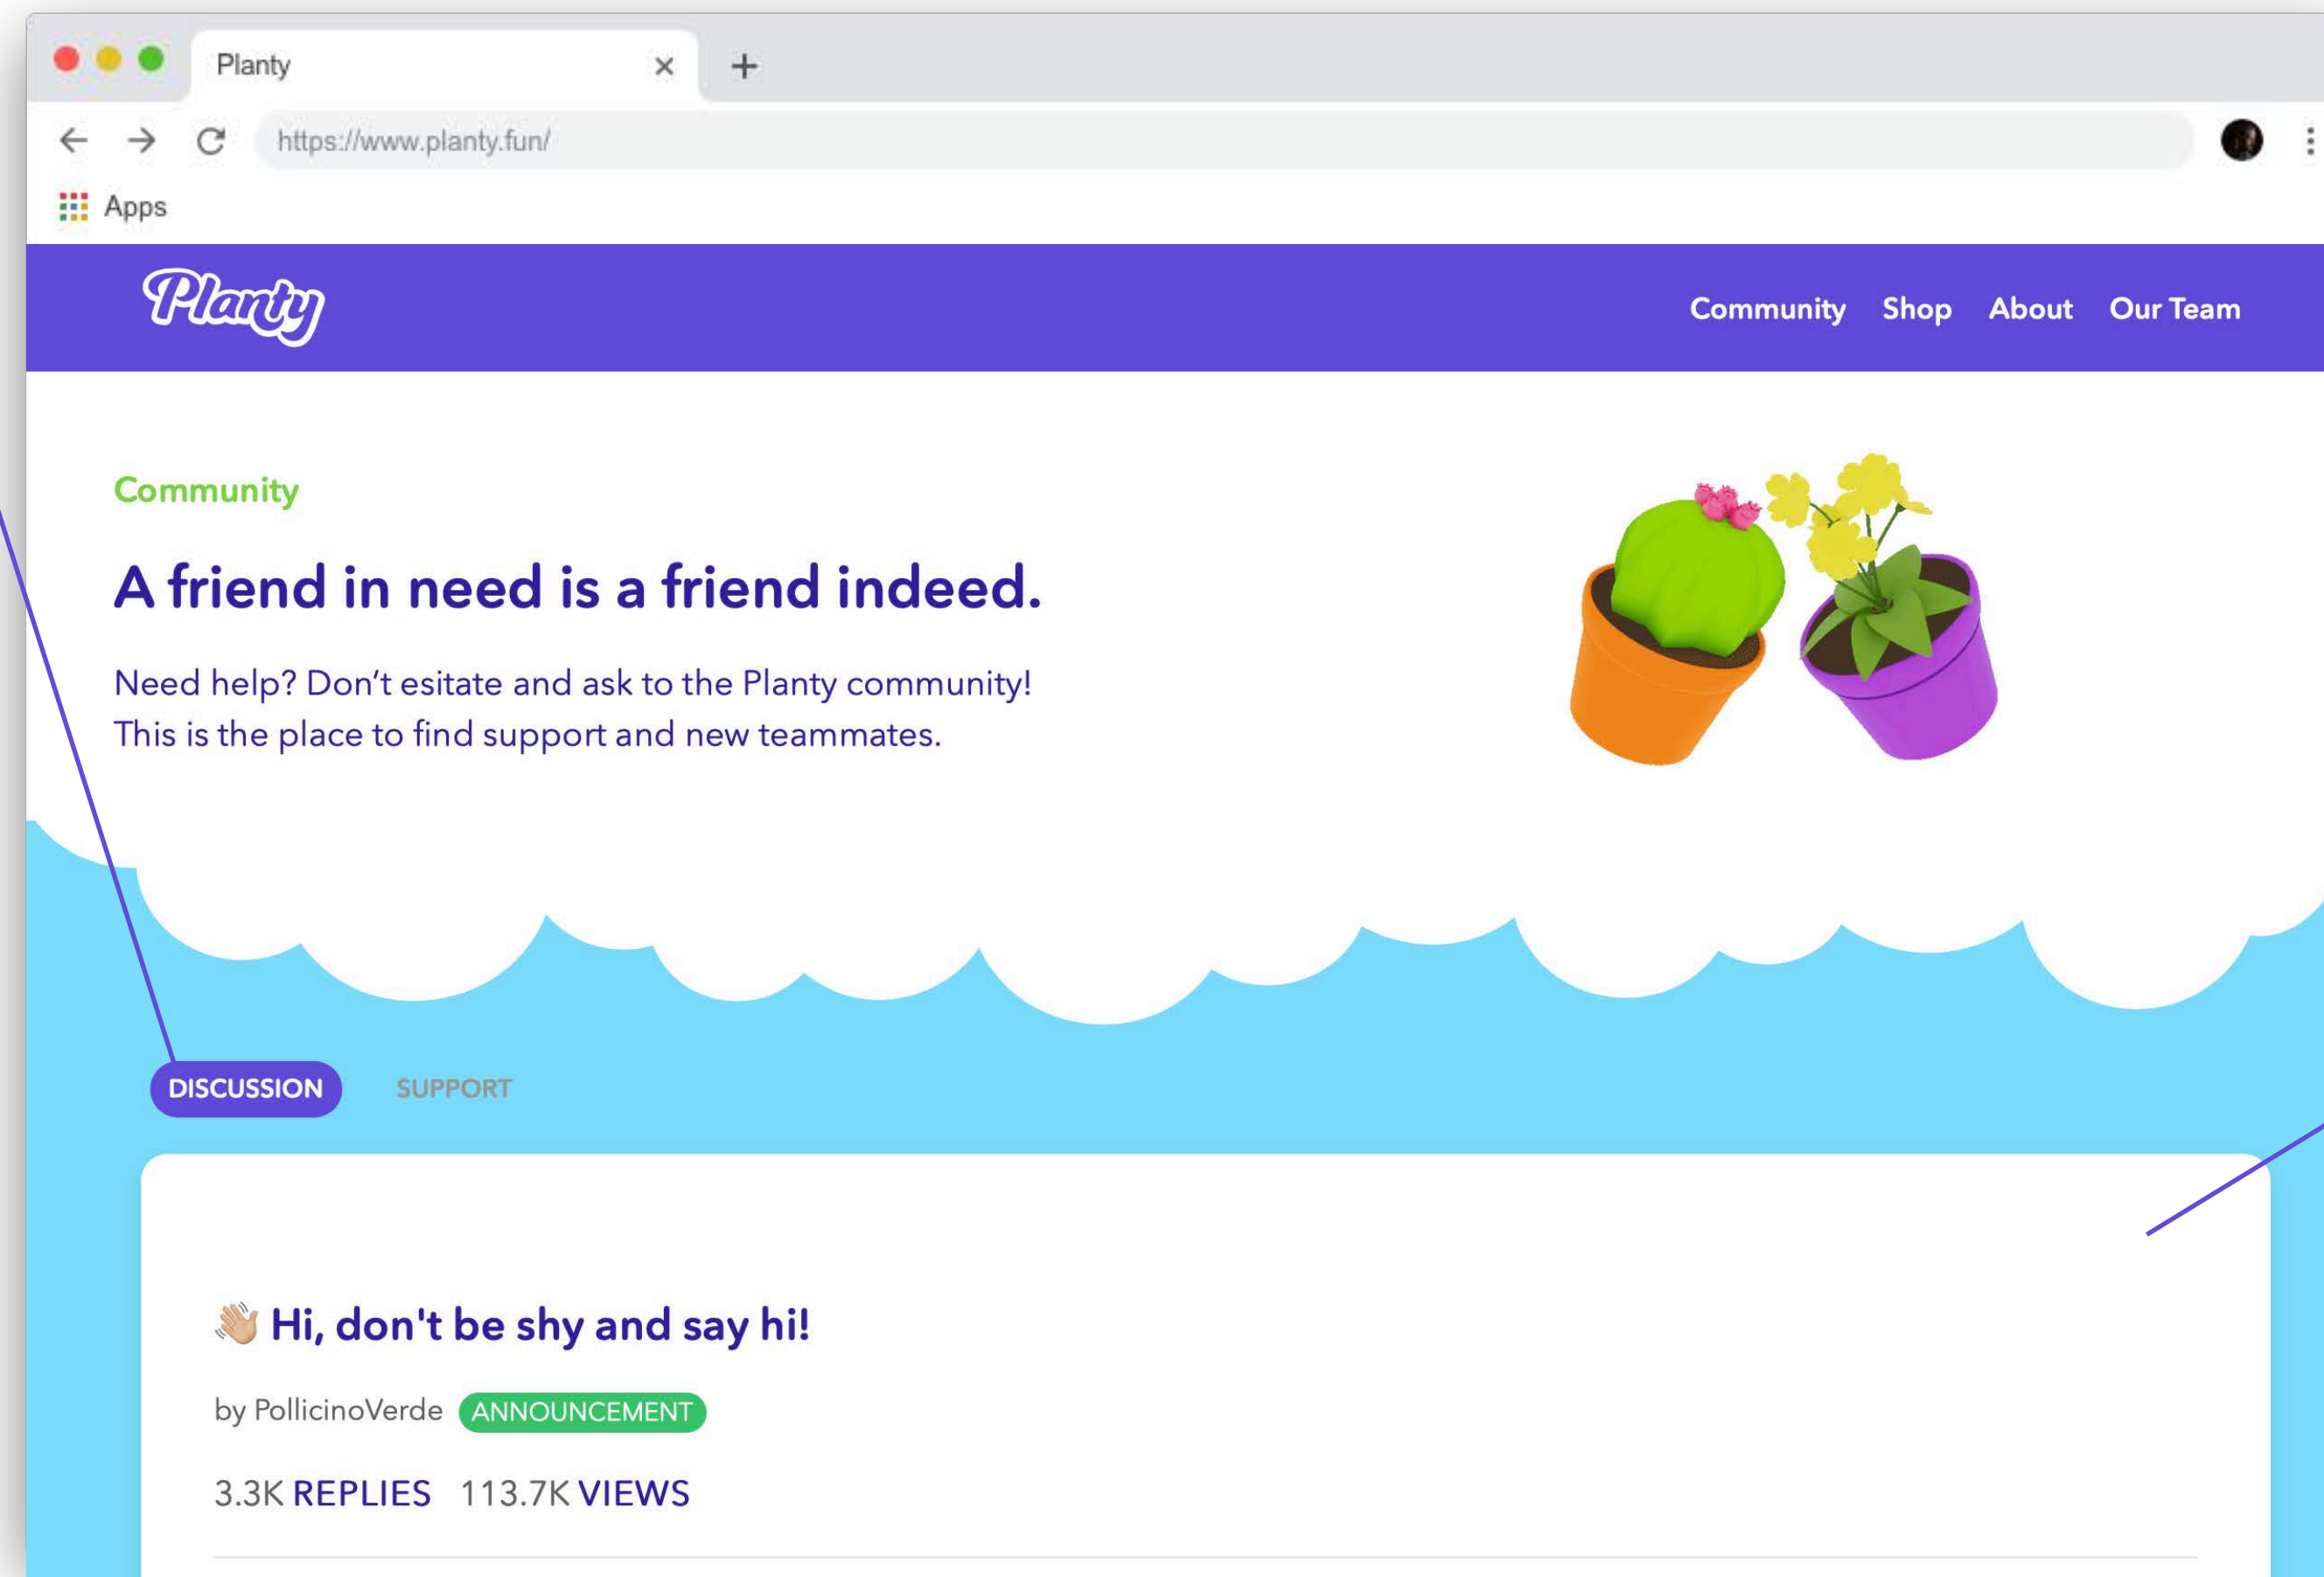 Planty
https://www.planty.fun/
Apps
Planty
Community Shop About Our Team
Community
A friend in need is a friend indeed.
Need help? Don't esitate and ask to the Planty community!
This is the place to find support and new teammates.
DISCUSSION SUPPORT
👋🏼 Hi, don't be shy and say hi!
by PollicinoVerde ANNOUNCEMENT
3.3K REPLIES 113.7K VIEWS